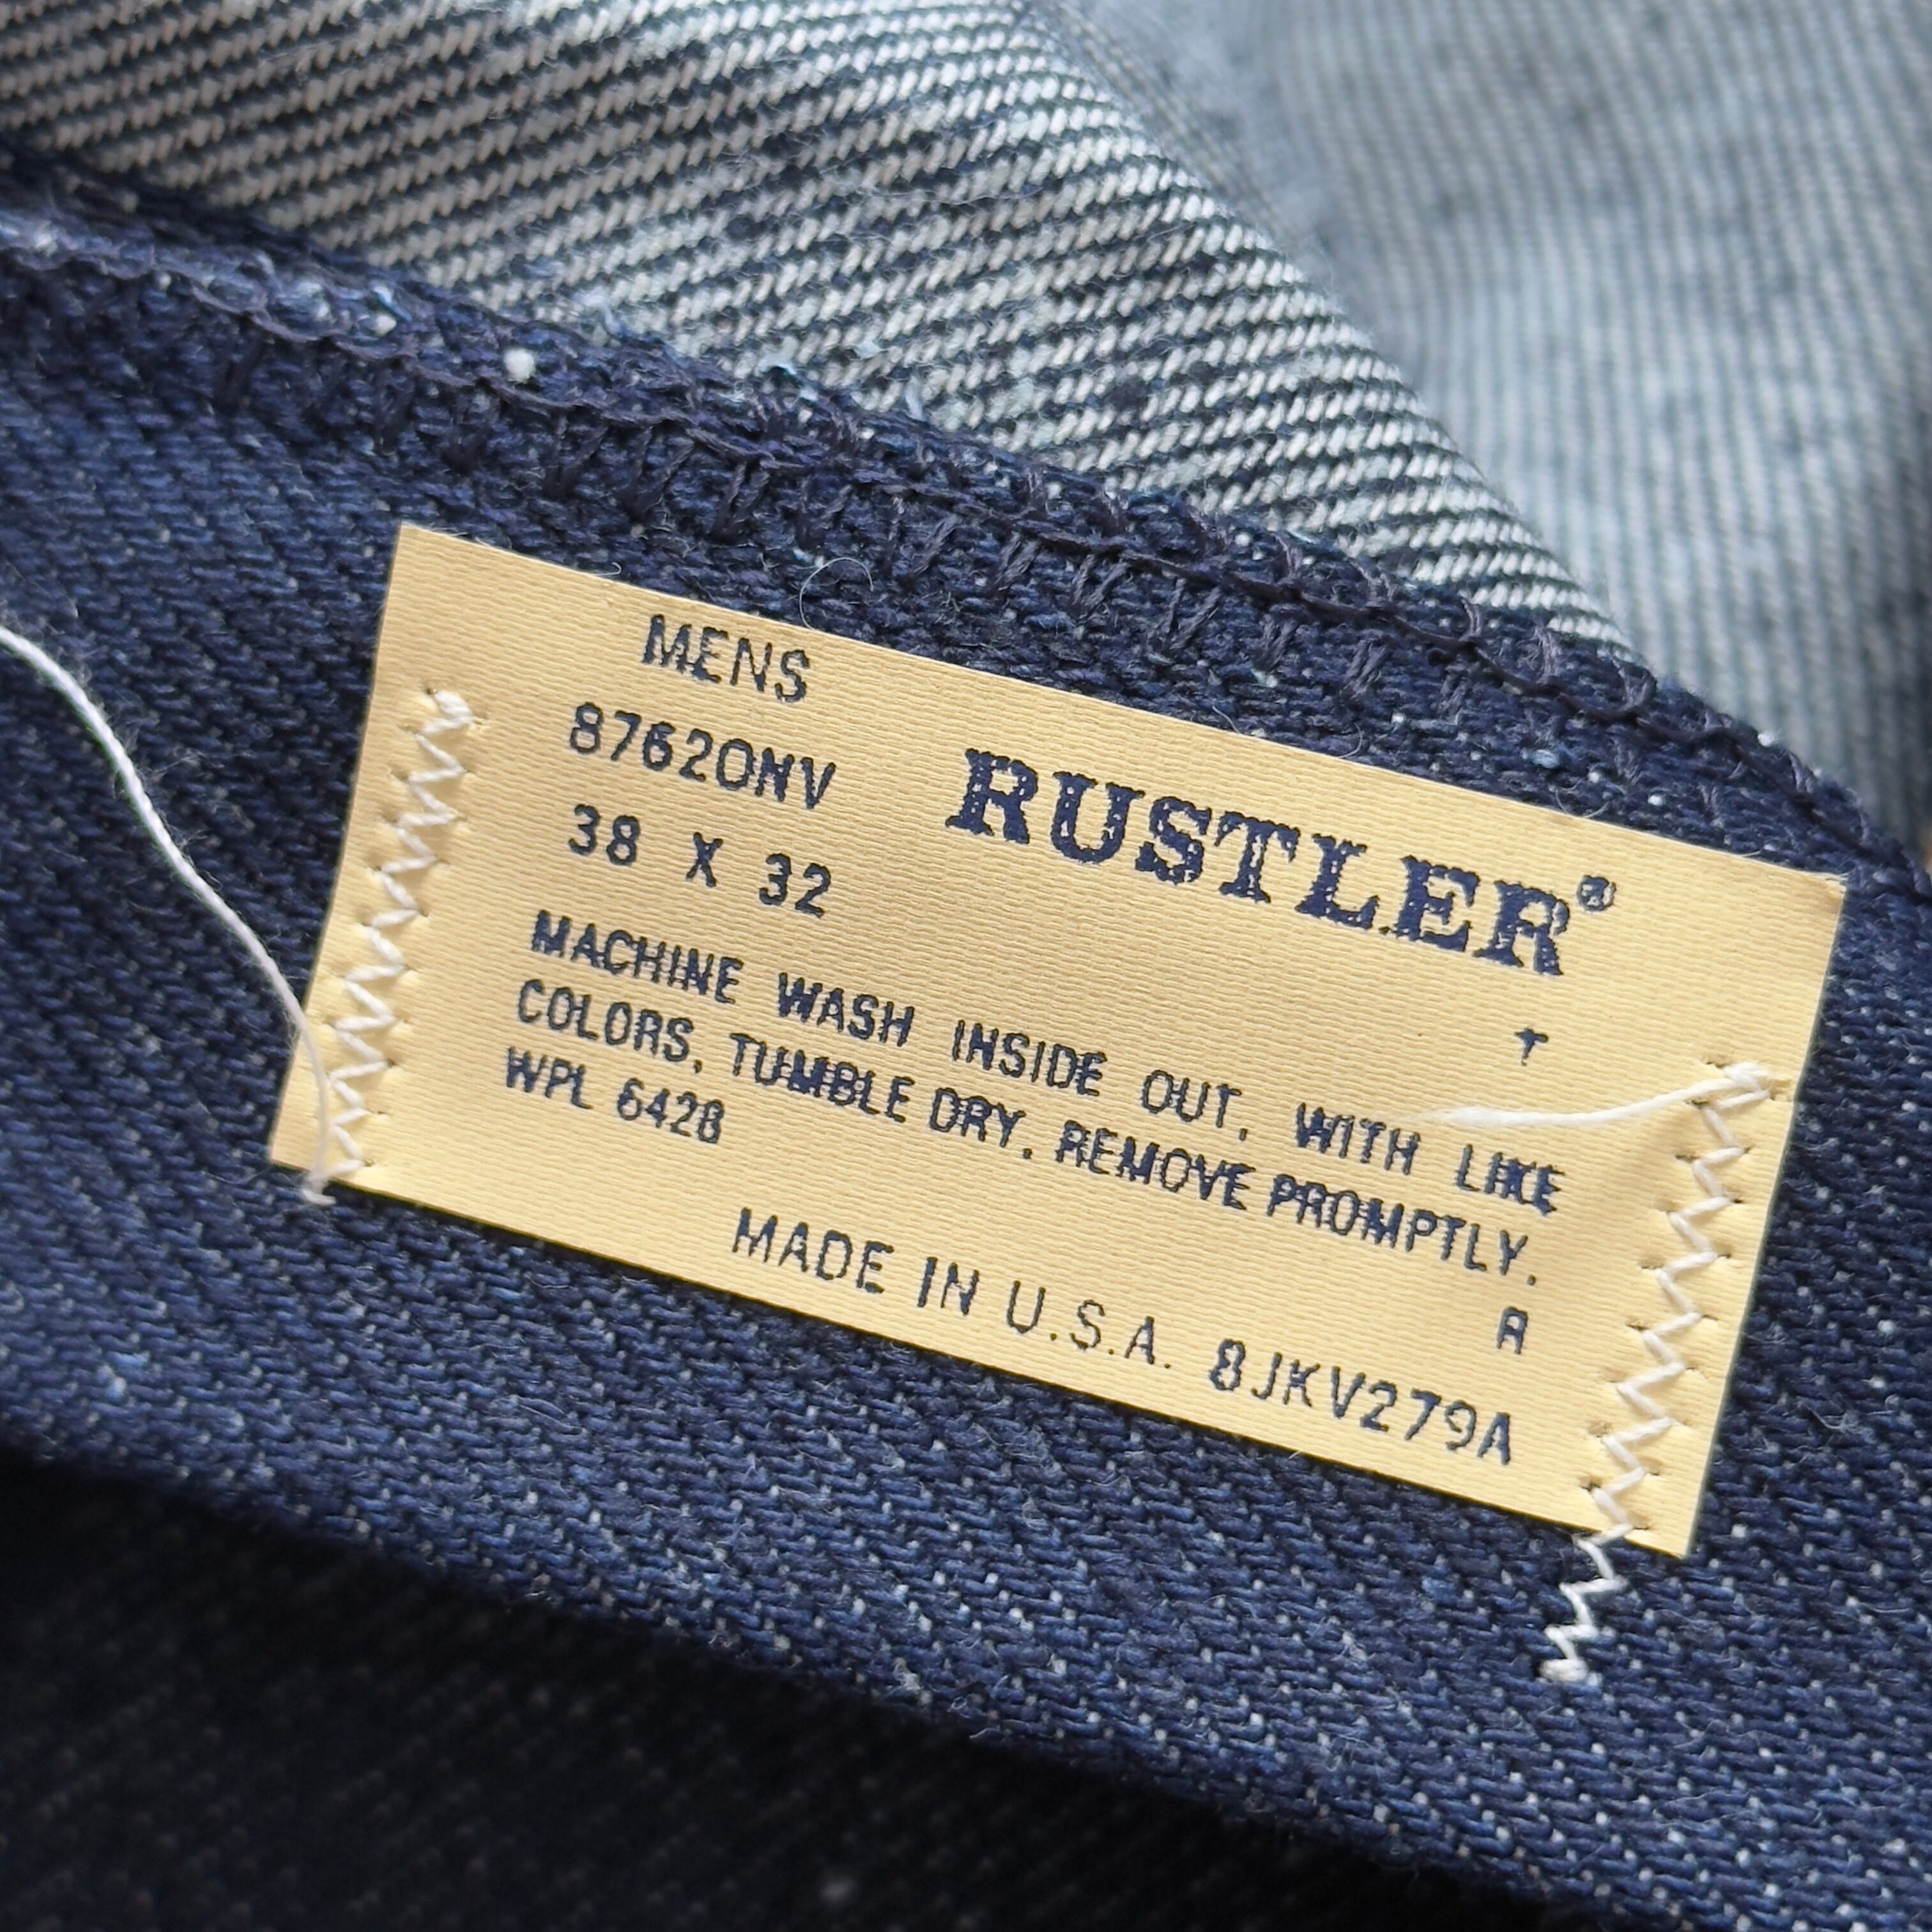 MENS
87620NV
RUSTLER®
38 X 32
T
MACHINE WASH INSIDE OUT, WITH LIKE
COLORS, TUMBLE DRY. REMOVE PROMPTLY.
WPL 6428
A
MADE IN U.S.A. 8JKV279A